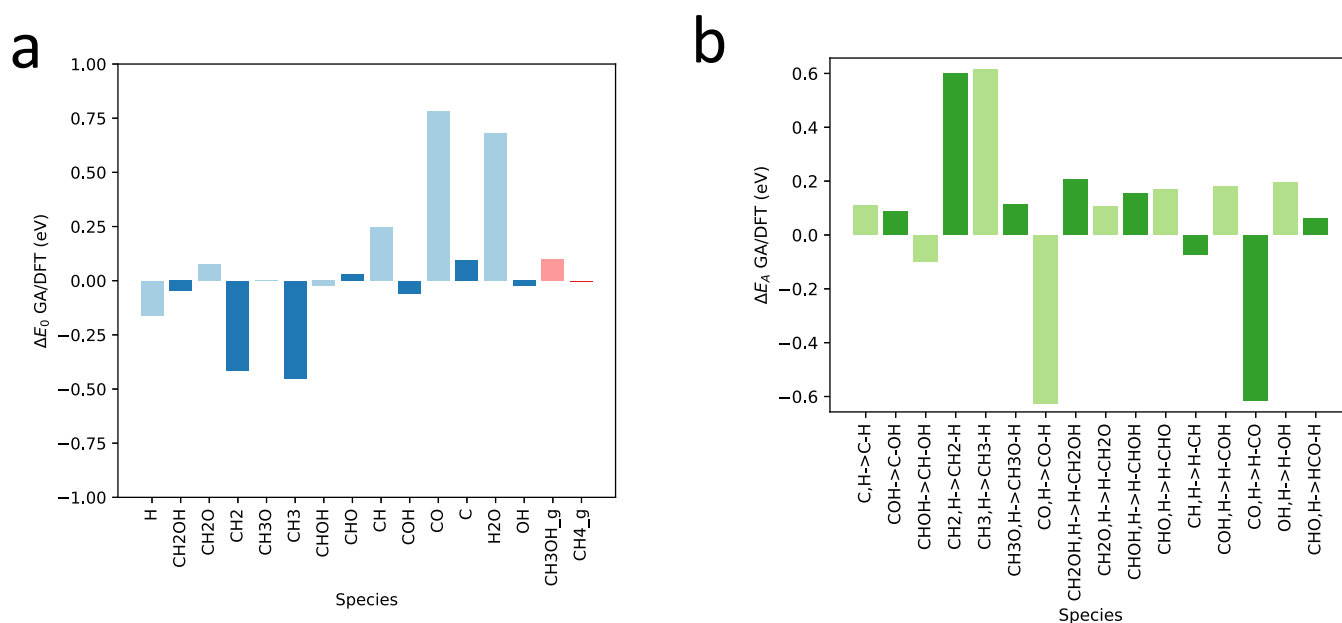 a
1.00
0.75
0.50
0.25
0.00
−0.25
−0.50
−0.75
−1.00
ΔE₀ GA/DFT (eV)
H
CH2OH
CH2O
CH2
CH3O
CH3
CHOH
CHO
CH
COH
CO
C
H2O
OH
CH3OH_g
CH4_g
Species
b
0.6
0.4
0.2
0.0
−0.2
−0.4
−0.6
ΔE_A GA/DFT (eV)
C,H->C-H
COH->C-OH
CHOH->CH-OH
CH2,H->CH2-H
CH3,H->CH3-H
CH3O,H->CH3O-H
CO,H->CO-H
CH2OH,H->H-CH2OH
CH2O,H->H-CH2O
CHOH,H->H-CHOH
CHO,H->H-CHO
CH,H->H-CH
COH,H->H-COH
CO,H->H-CO
OH,H->H-OH
CHO,H->HCO-H
Species